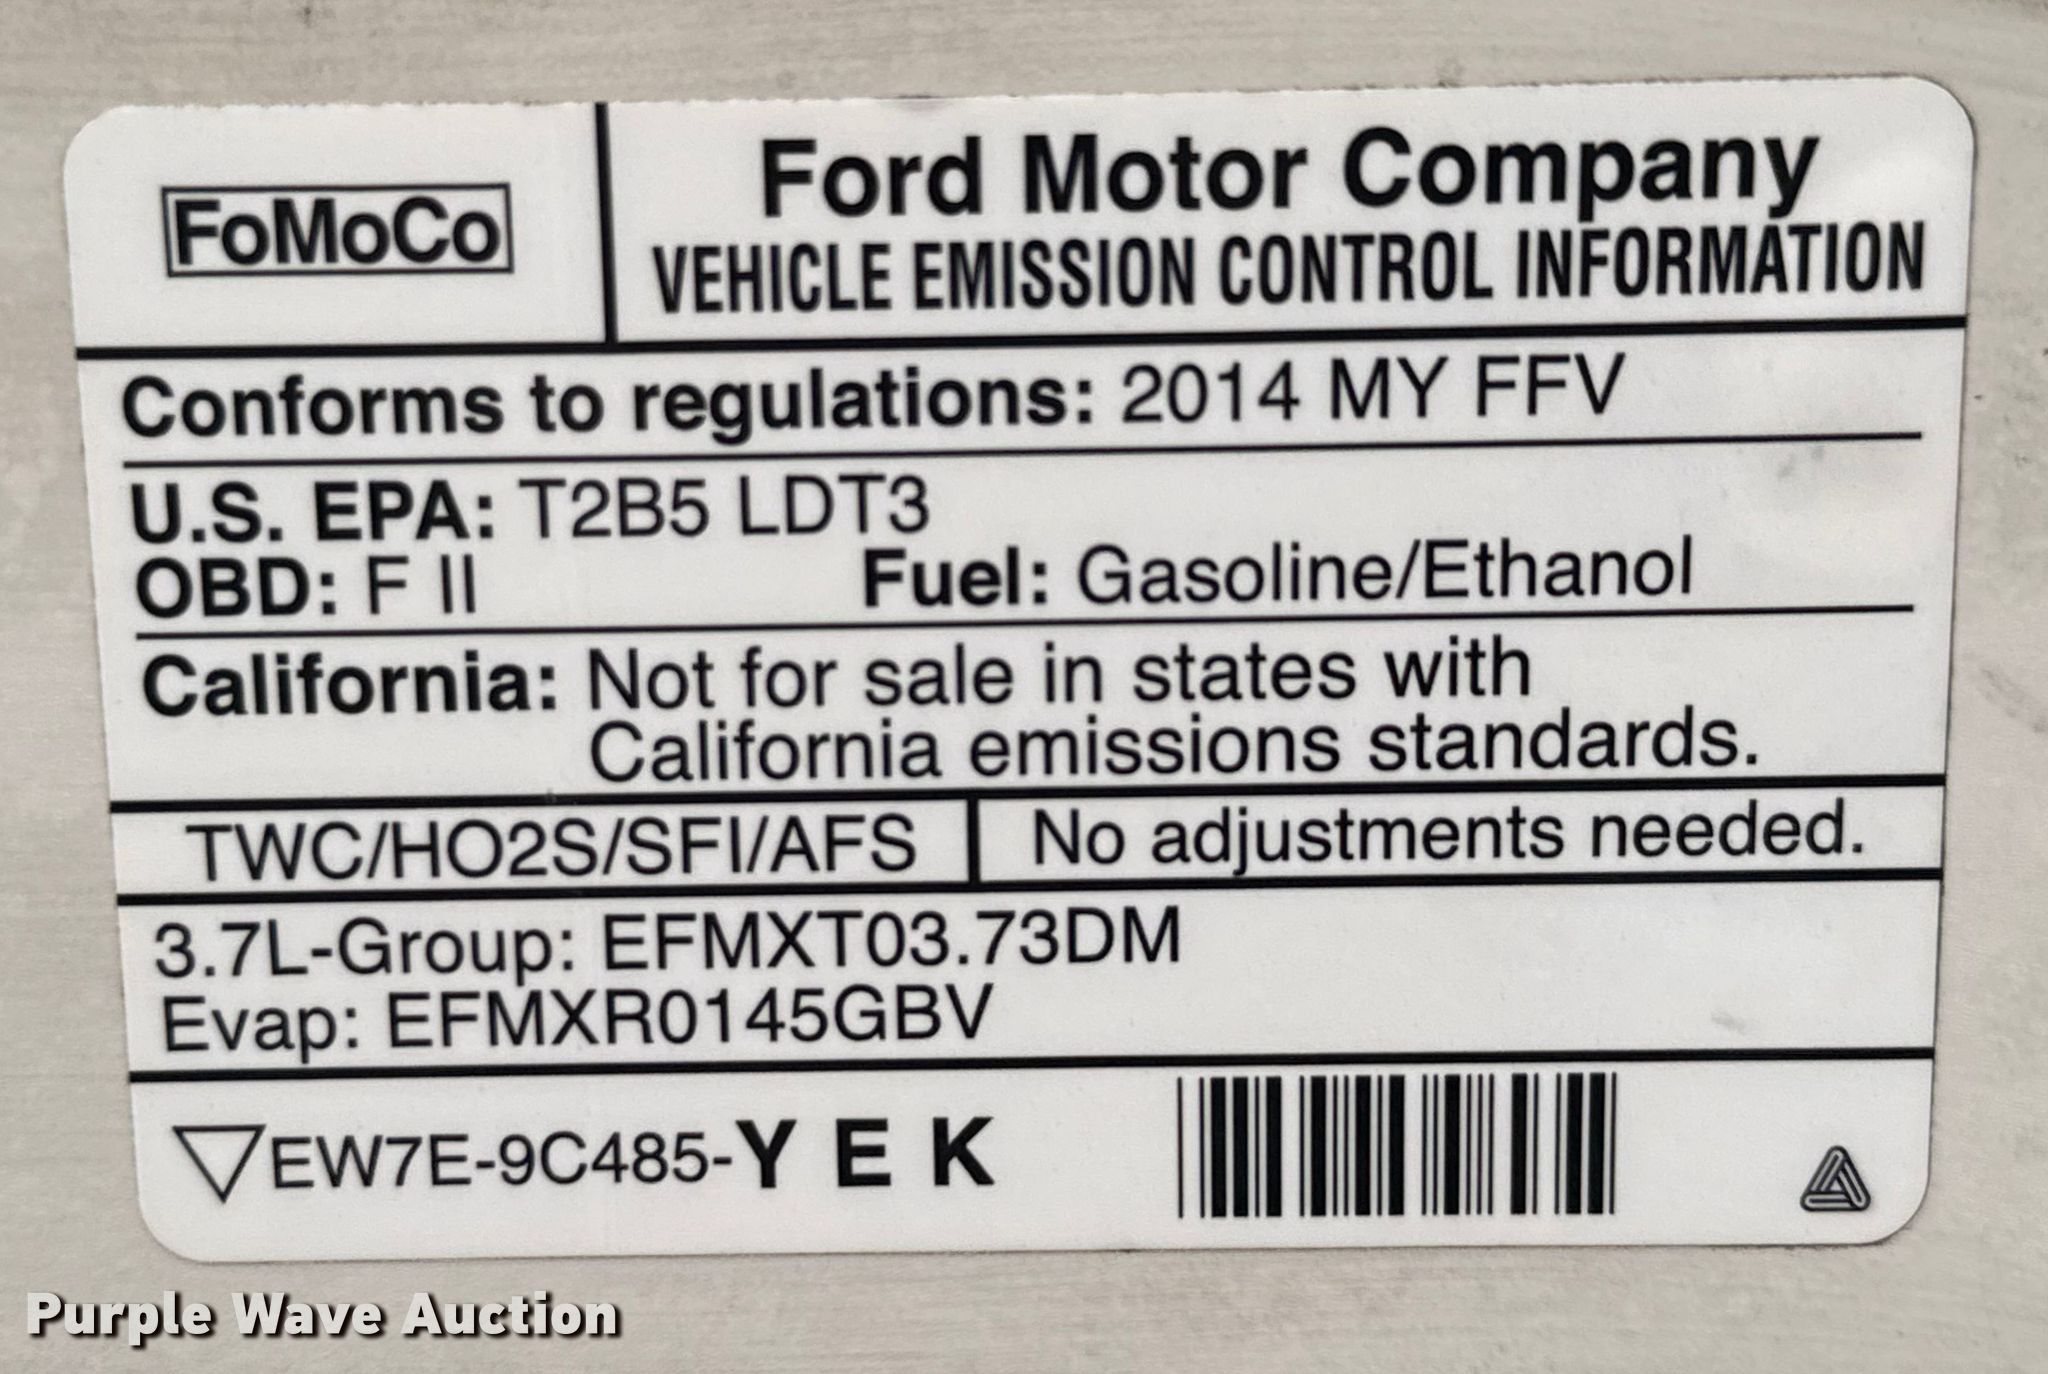 FoMoCo
Ford Motor Company
VEHICLE EMISSION CONTROL INFORMATION
Conforms to regulations: 2014 MY FFV
U.S. EPA: T2B5 LDT3
OBD: F II Fuel: Gasoline/Ethanol
California: Not for sale in states with
California emissions standards.
TWC/HO2S/SFI/AFS No adjustments needed.
3.7L-Group: EFMXT03.73DM
Evap: EFMXR0145GBV
EW7E-9C485-Y E K
Purple Wave Auction